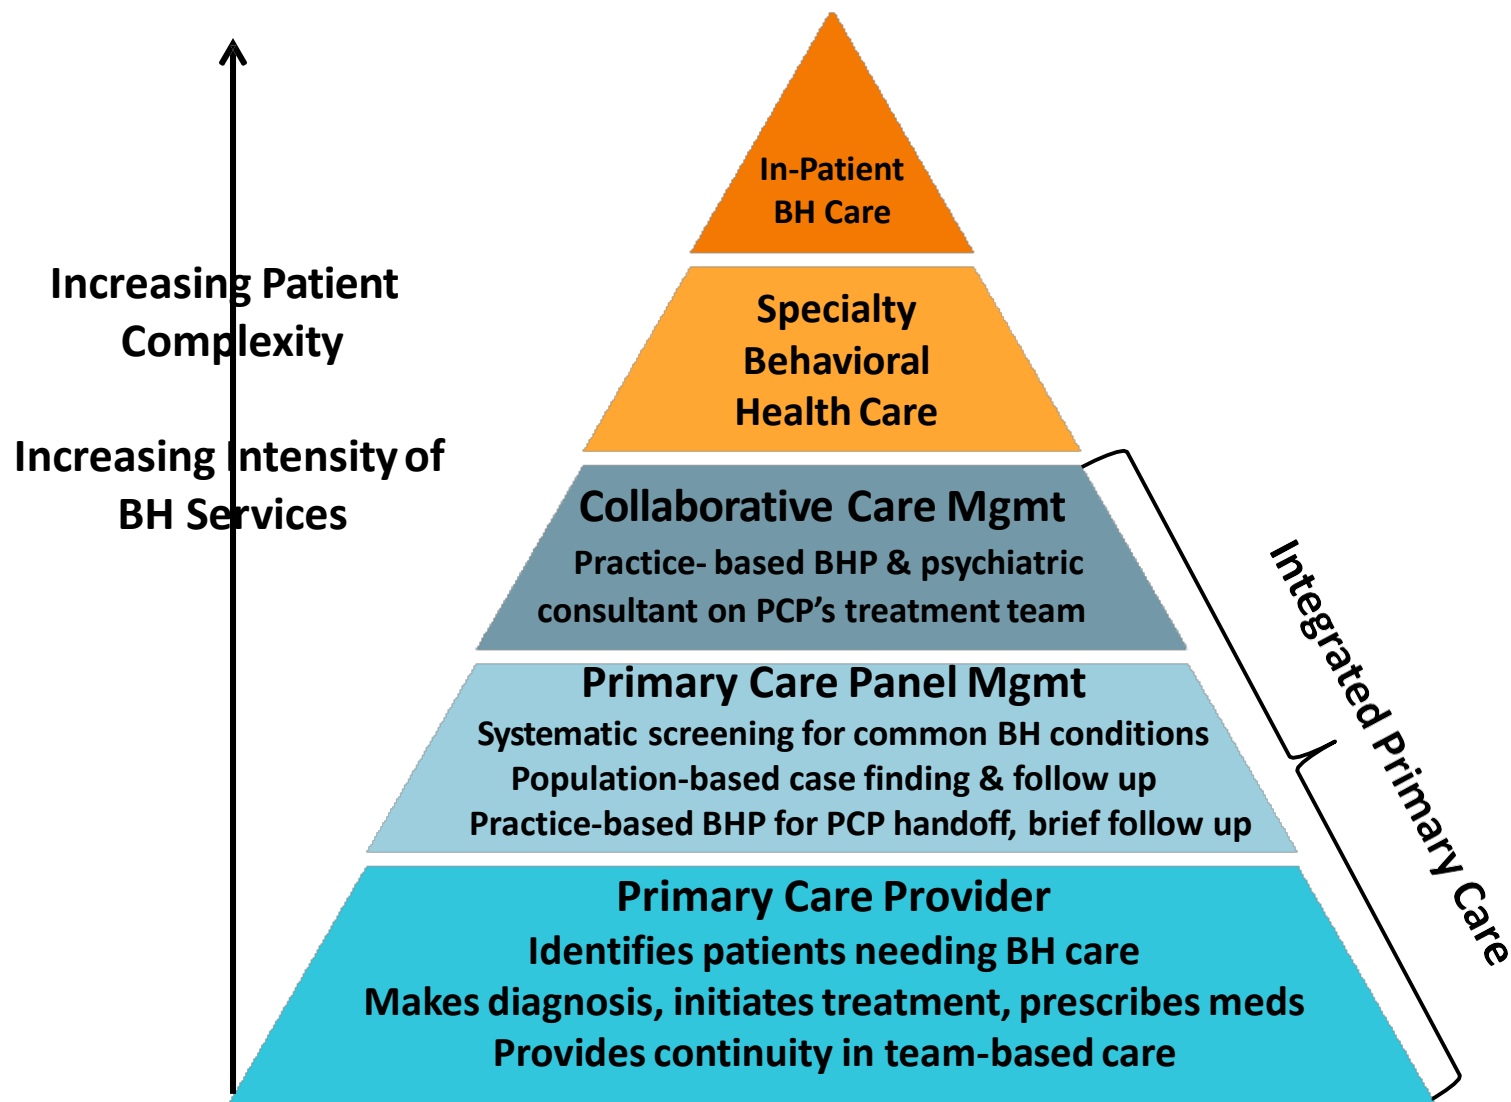 In-Patient
BH Care
Increasing Patient
Complexity
Increasing Intensity of
BH Services
Specialty
Behavioral
Health Care
Collaborative Care Mgmt
Practice- based BHP & psychiatric
consultant on PCP’s treatment team
Primary Care Panel Mgmt
Systematic screening for common BH conditions
Population-based case finding & follow up
Practice-based BHP for PCP handoff, brief follow up
Primary Care Provider
Identifies patients needing BH care
Makes diagnosis, initiates treatment, prescribes meds
Provides continuity in team-based care
Integrated Primary Care